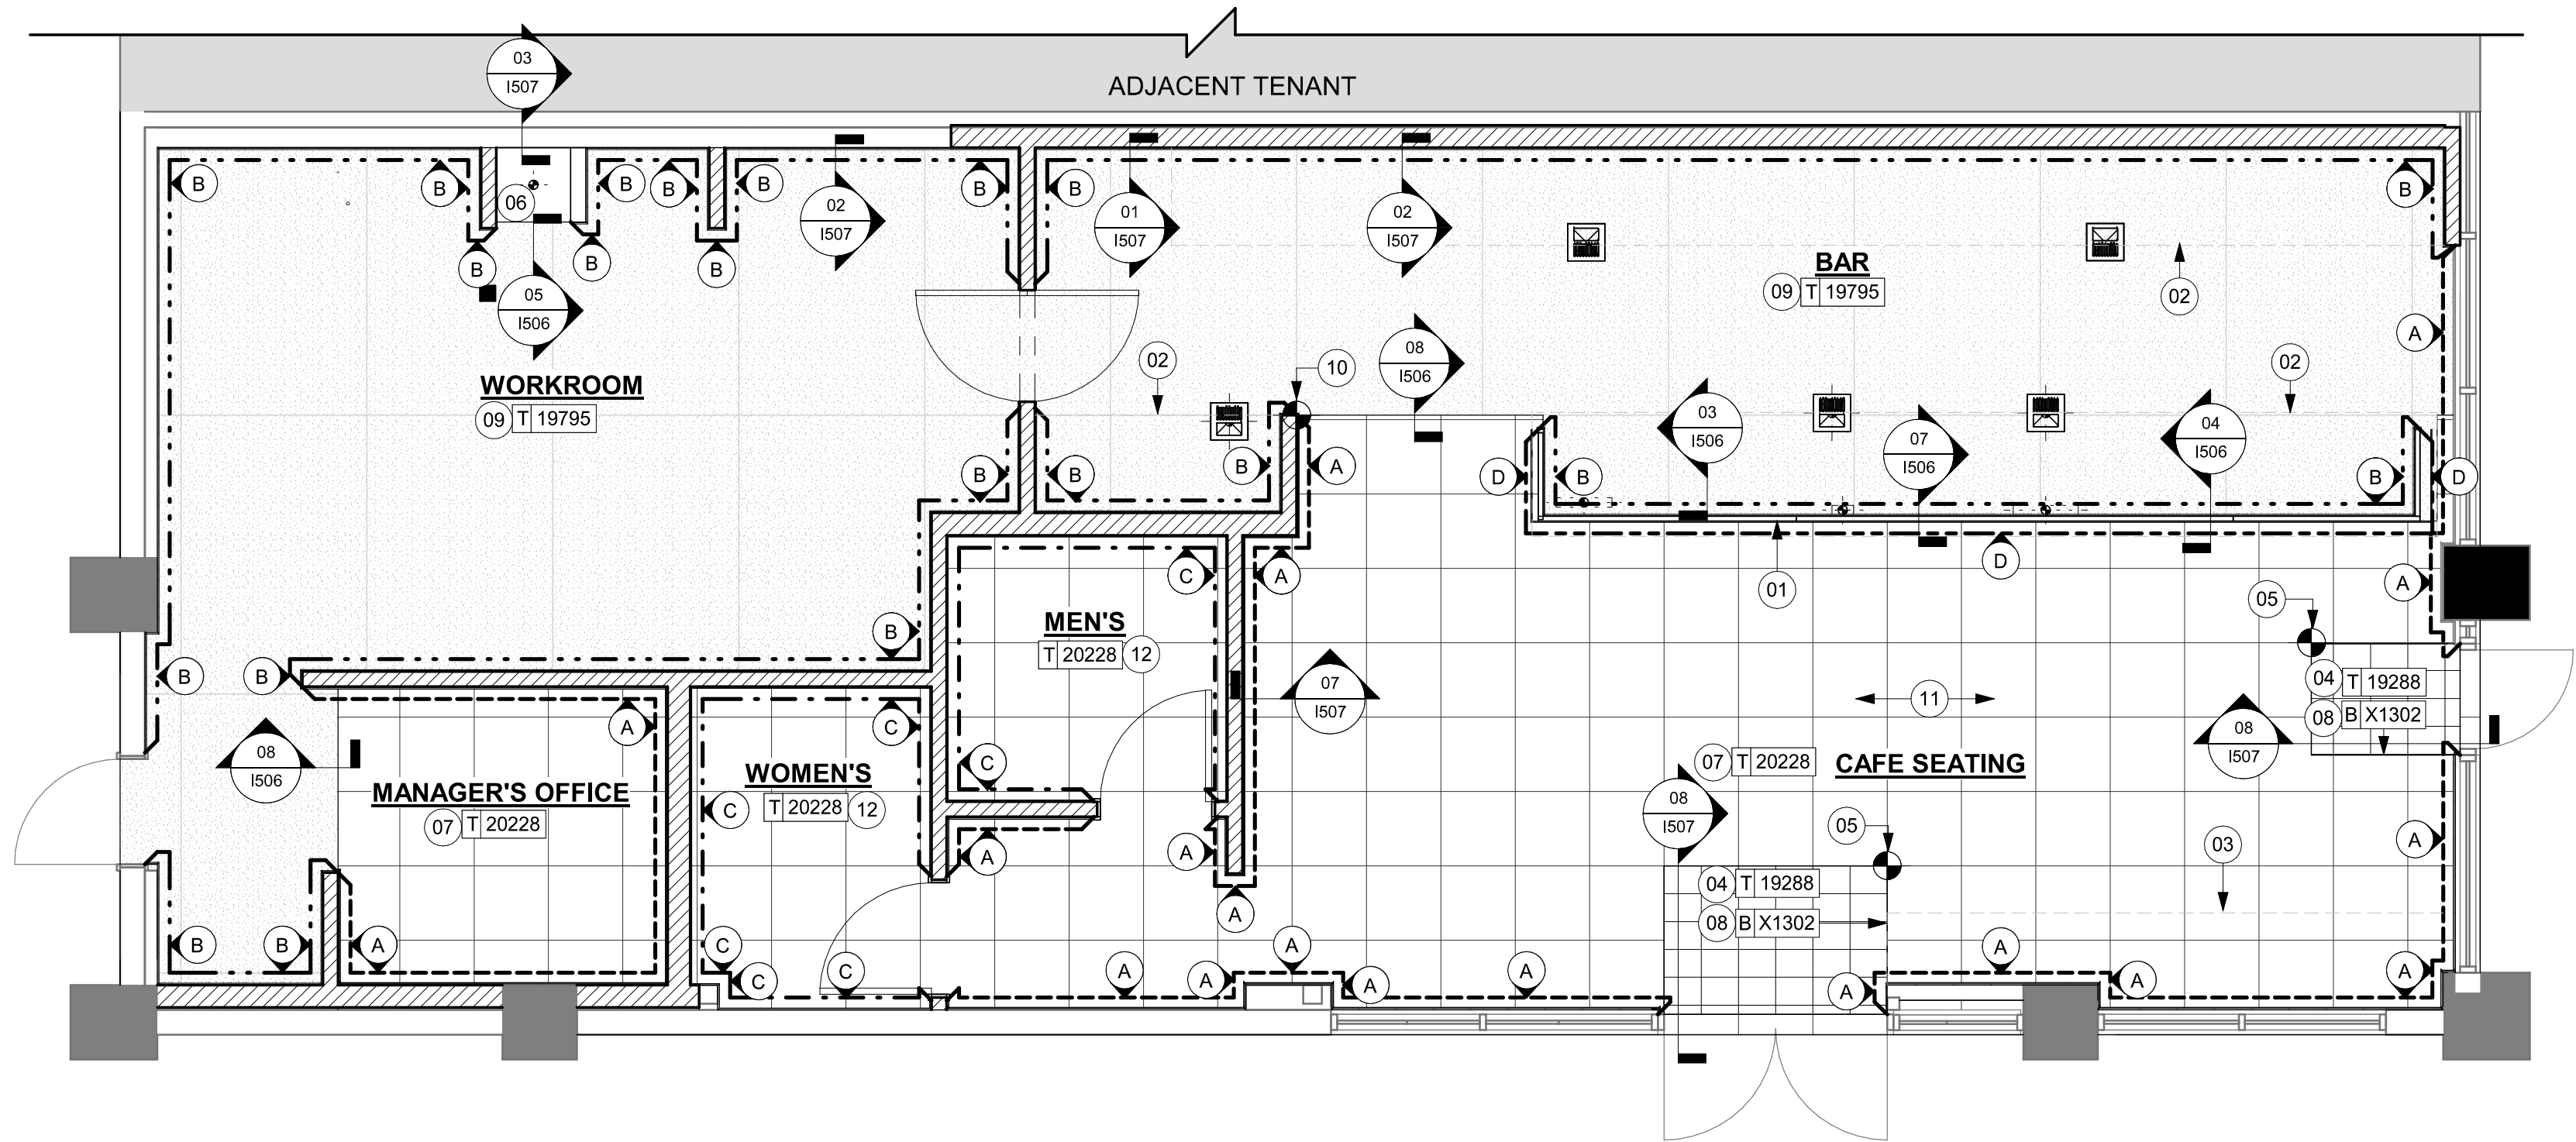 03
I507
ADJACENT TENANT
B
B
B
B
B
B
B
B
06
02
I507
01
I507
02
I507
B
B
B
05
I506
BAR
09 T 19795
02
A
WORKROOM
09 T 19795
02
10
08
I506
02
03
I506
07
I506
04
I506
B
B
B
A
D
B
B
D
C
A
D
01
A
05
B
MEN'S
T 20228 12
B
B
07
I507
11
04 T 19288
08 B X1302
A
C
08
I506
MANAGER'S OFFICE
07 T 20228
WOMEN'S
T 20228 12
C
C
08
I507
07 T 20228
CAFE SEATING
08
I507
05
03
A
A
A
A
04 T 19288
08 B X1302
B
B
A
C
C
C
A
A
A
A
A
A
A
A
A